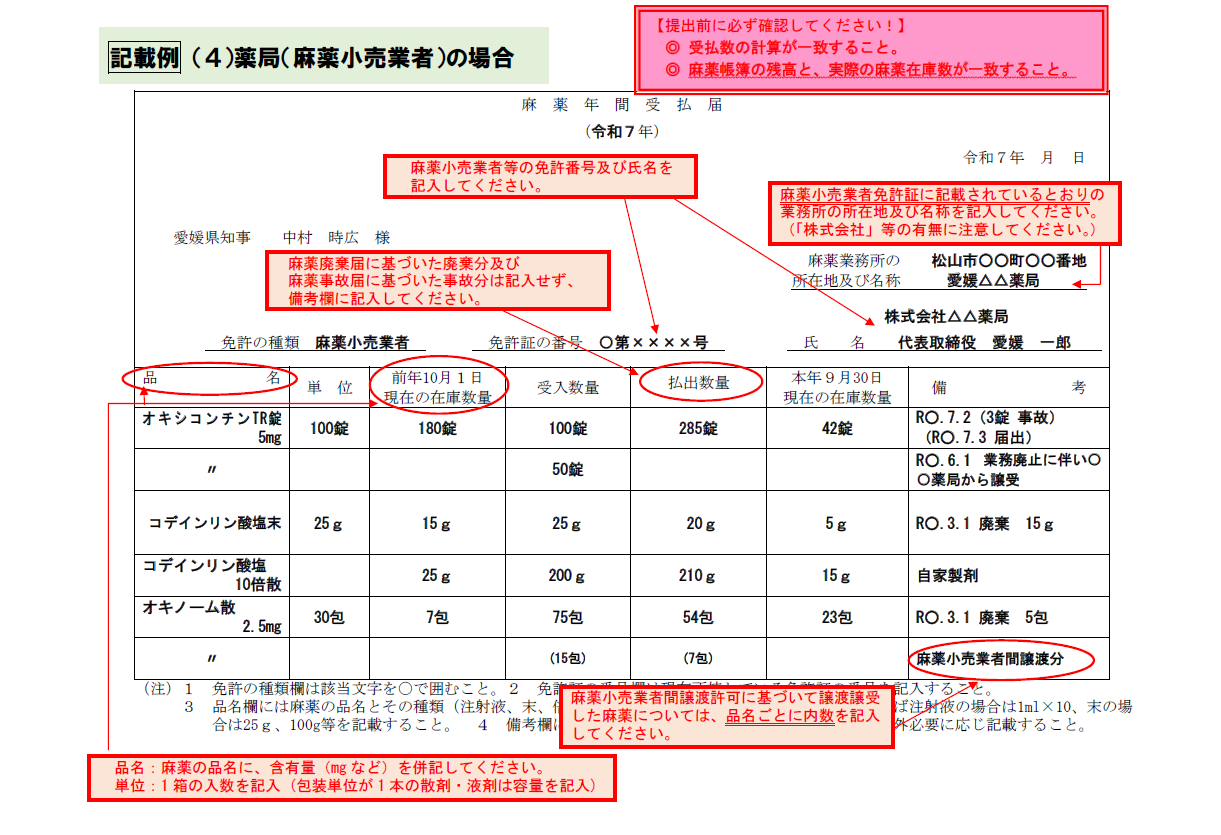 記載例（４）薬局（麻薬小売業者）の場合
【提出前に必ず確認してください！】
◎ 受払数の計算が一致すること。
◎ 麻薬帳簿の残高と、実際の麻薬在庫数が一致すること。
麻　薬　年　間　受　払　届
（令和７年）
令和７年　月　日
麻薬小売業者等の免許番号及び氏名を
記入してください。
麻薬小売業者免許証に記載されているとおりの
業務所の所在地及び名称を記入してください。
（「株式会社」等の有無に注意してください。）
愛媛県知事　　中村　時広　様
麻薬廃棄届に基づいた廃棄分及び
麻薬事故届に基づいた事故分は記入せず、
備考欄に記入してください。
麻薬業務所の　　松山市〇〇町〇〇番地
所在地及び名称　　愛媛△△薬局
株式会社△△薬局
免許の種類　麻薬小売業者　　免許証の番号　〇第××××号　　氏　　名　　代表取締役　愛媛　一郎
品　　名　単　位　前年10月１日　受入数量　払出数量　本年９月30日　備　　考
現在の在庫数量　現在の在庫数量
オキシコンチンTR錠　R〇.7.2（3錠 事故）
5mg　100錠　180錠　100錠　285錠　42錠　（R〇.7.3 届出）
〃　50錠　R〇.6.1 業務廃止に伴い〇
〇薬局から譲受
コデインリン酸塩末　25ｇ　15ｇ　25ｇ　20ｇ　5ｇ　R〇.3.1 廃棄　15ｇ
コデインリン酸塩
10倍散　25ｇ　200ｇ　210ｇ　15ｇ　自家製剤
オキノーム散
2.5mg　30包　7包　75包　54包　23包　R〇.3.1 廃棄　5包
〃　（15包）　（7包）　麻薬小売業者間譲渡分
（注）１　免許の種類欄は該当文字を〇で囲むこと。２　記入すること。
３　品名欄には麻薬の品名とその種類（注射液、末、ば注射液の場合は1ml×10、末の場
合は25ｇ、100g等を記載すること。　４　備考欄に外必要に応じ記載すること。
麻薬小売業者間譲渡許可に基づいて譲渡譲受
した麻薬については、品名ごとに内数を記入
してください。
品名：麻薬の品名に、含有量（mgなど）を併記してください。
単位：１箱の入数を記入（包装単位が１本の散剤・液剤は容量を記入）